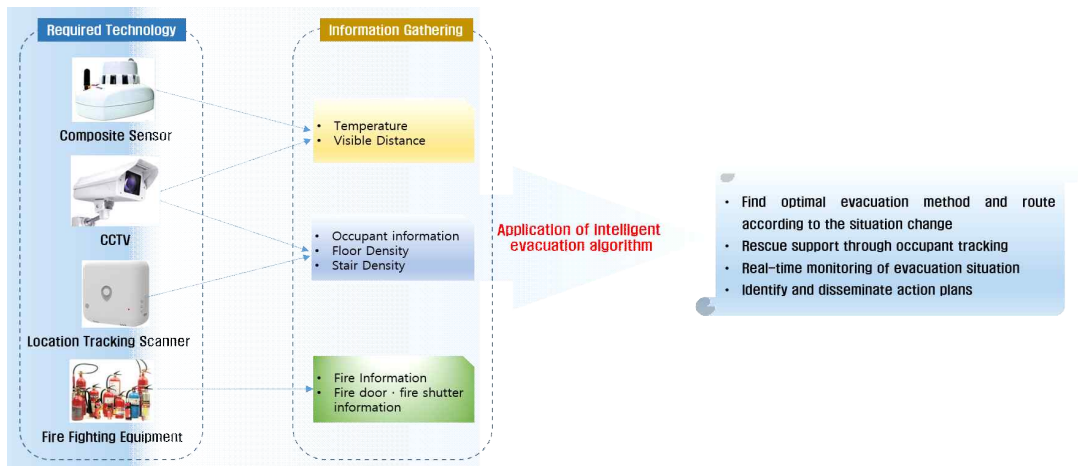 Required Technology
Information Gathering
Composite Sensor
CCTV
Location Tracking Scanner
Fire Fighting Equipment
• Temperature
• Visible Distance
• Occupant information
• Floor Density
• Stair Density
• Fire Information
• Fire door · fire shutter
information
Application of intelligent
evacuation algorithm
• Find optimal evacuation method and route
according to the situation change
• Rescue support through occupant tracking
• Real-time monitoring of evacuation situation
• Identify and disseminate action plans